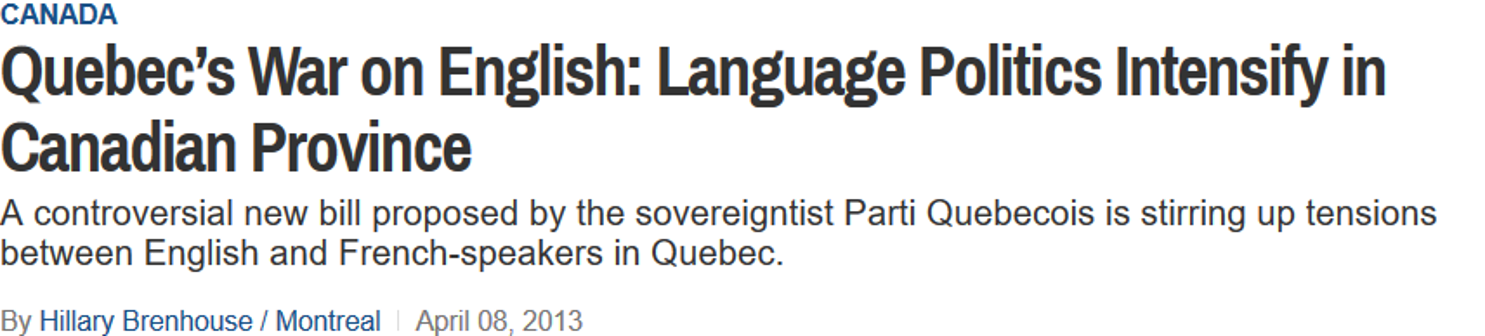 CANADA
Quebec’s War on English: Language Politics Intensify in
Canadian Province
A controversial new bill proposed by the sovereigntist Parti Quebecois is stirring up tensions
between English and French-speakers in Quebec.
By Hillary Brenhouse / Montreal | April 08, 2013